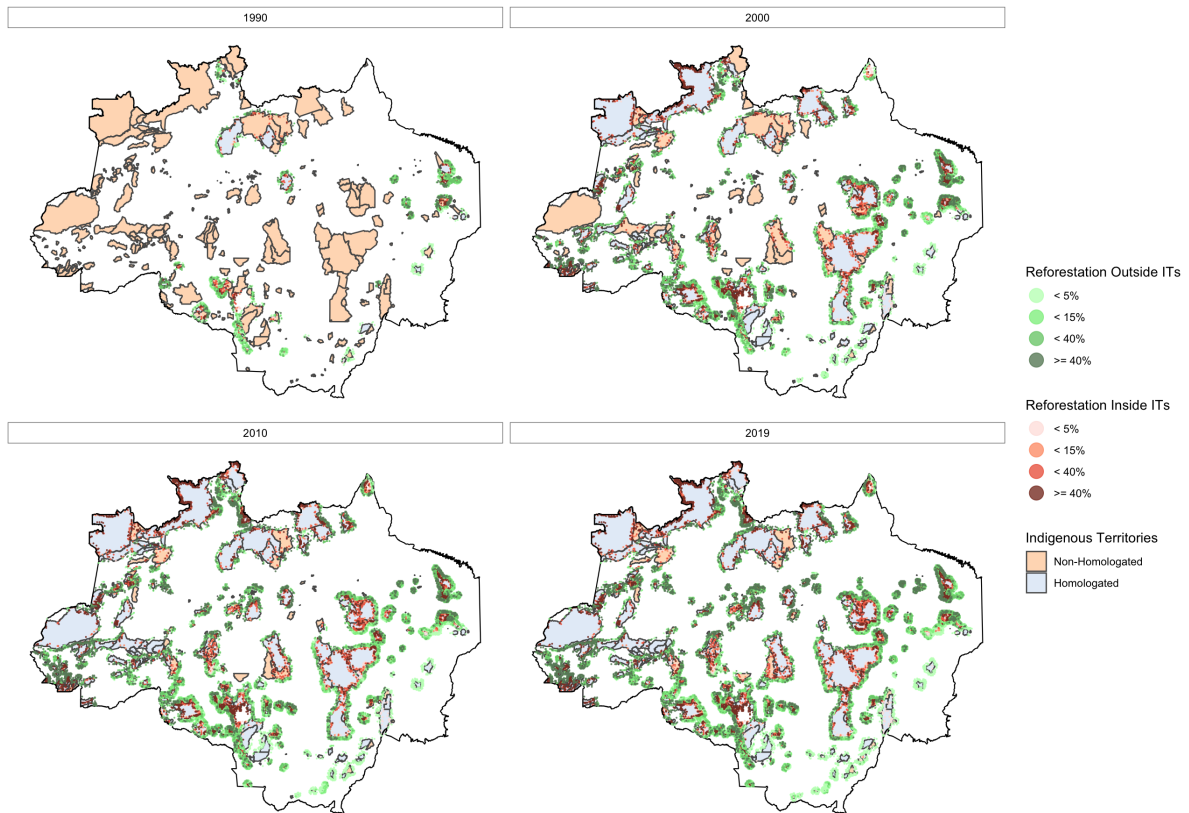 1990
2000
2010
2019
Reforestation Outside ITs
< 5%
< 15%
< 40%
>= 40%
Reforestation Inside ITs
< 5%
< 15%
< 40%
>= 40%
Indigenous Territories
Non-Homologated
Homologated